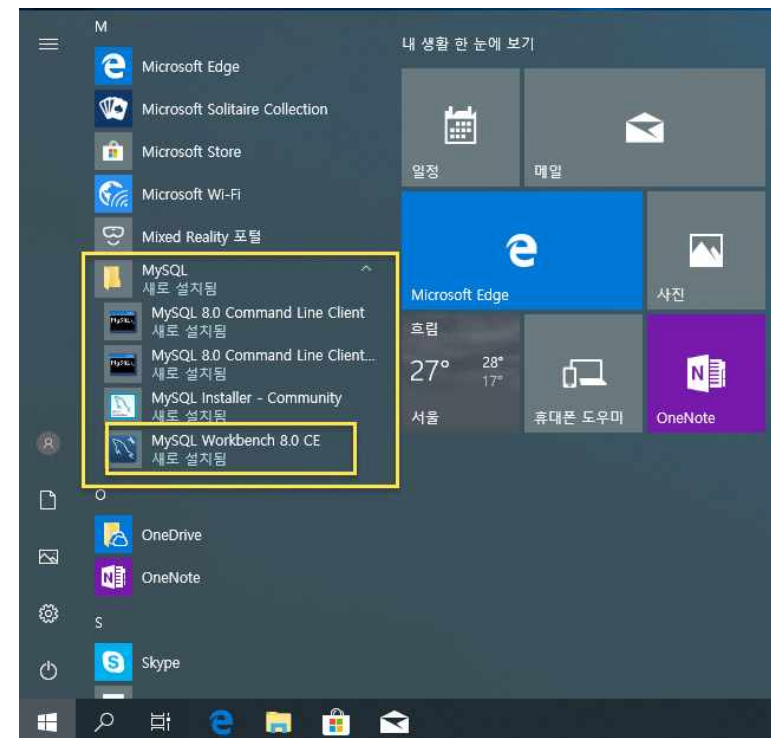 M
Microsoft Edge
Microsoft Solitaire Collection
Microsoft Store
Microsoft Wi-Fi
Mixed Reality 포털
MySQL
새로 설치됨
MySQL 8.0 Command Line Client
새로 설치됨
MySQL 8.0 Command Line Client...
새로 설치됨
MySQL Installer - Community
새로 설치됨
MySQL Workbench 8.0 CE
새로 설치됨
O
OneDrive
OneNote
S
Skype
내 생활 한 눈에 보기
일정
메일
Microsoft Edge
사진
흐림
27° 28°
17°
서울
휴대폰 도우미
OneNote